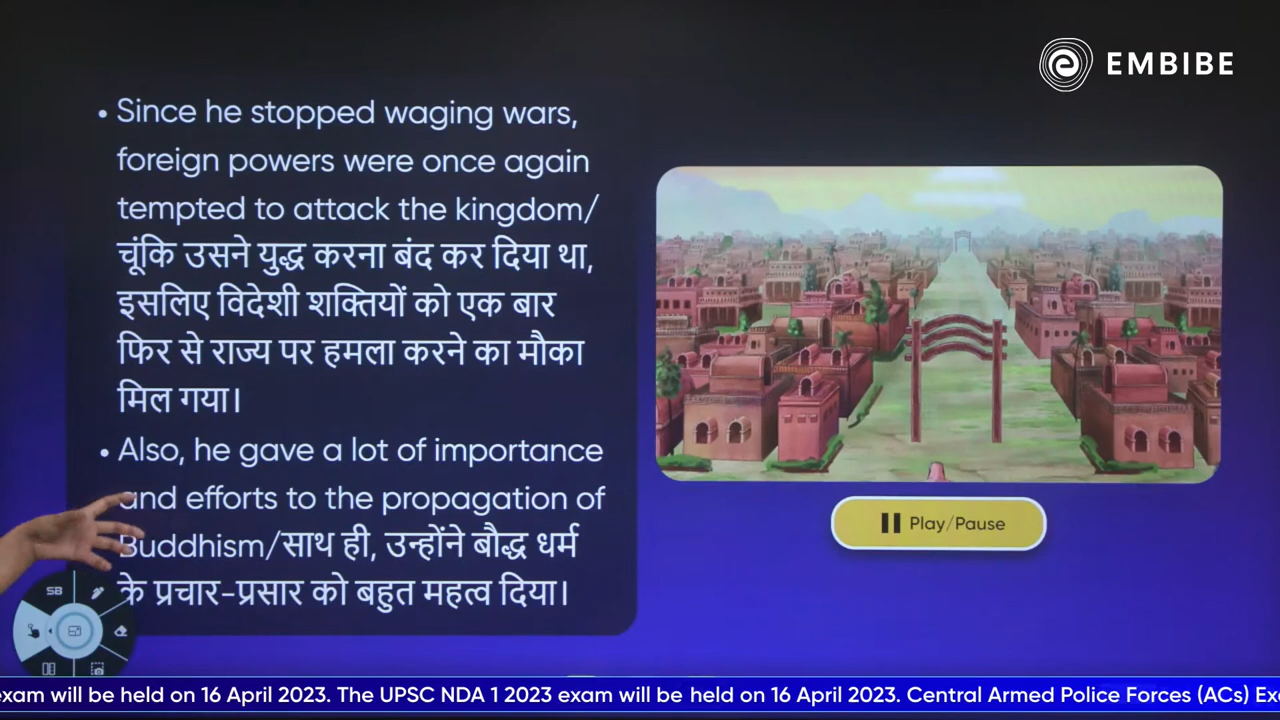 EMBIBE
• Since he stopped waging wars,
foreign powers were once again
tempted to attack the kingdom/
चूंकि उसने युद्ध करना बंद कर दिया था,
इसलिए विदेशी शक्तियों को एक बार
फिर से राज्य पर हमला करने का मौका
मिल गया।
• Also, he gave a lot of importance
and efforts to the propagation of
Buddhism/साथ ही, उन्होंने बौद्ध धर्म
के प्रचार-प्रसार को बहुत महत्व दिया।
Play/Pause
SB
exam will be held on 16 April 2023. The UPSC NDA 1 2023 exam will be held on 16 April 2023. Central Armed Police Forces (ACs)